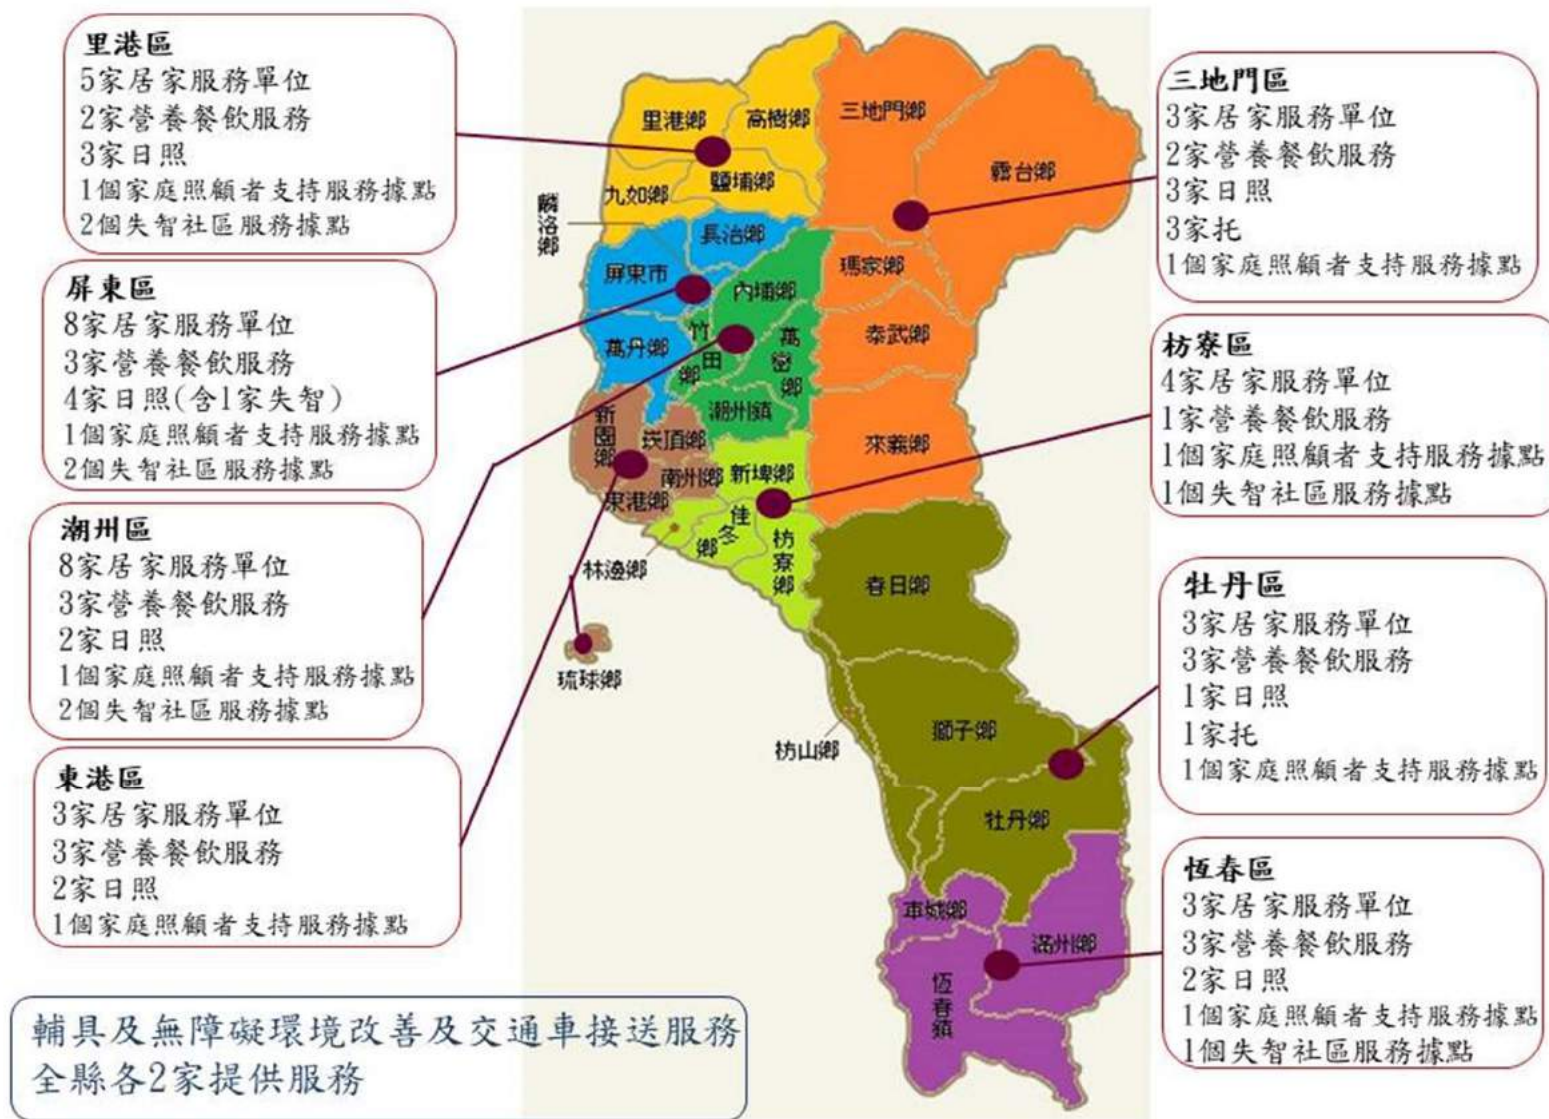 里港區
5家居家服務單位
2家營養餐飲服務
3家日照
1個家庭照顧者支持服務據點
2個失智社區服務據點
屏東區
8家居家服務單位
3家營養餐飲服務
4家日照(含1家失智)
1個家庭照顧者支持服務據點
2個失智社區服務據點
潮州區
8家居家服務單位
3家營養餐飲服務
2家日照
1個家庭照顧者支持服務據點
2個失智社區服務據點
東港區
3家居家服務單位
3家營養餐飲服務
2家日照
1個家庭照顧者支持服務據點
輔具及無障礙環境改善及交通車接送服務
全縣各2家提供服務
里港鄉
高樹鄉
三地門鄉
霧台鄉
九如鄉
鹽埔鄉
麟洛鄉
長治鄉
屏東市
內埔鄉
瑪家鄉
萬丹鄉
竹田鄉
萬巒鄉
泰武鄉
潮州鎮
新園鄉
崁頂鄉
來義鄉
南州鄉
新埤鄉
東港鄉
佳冬鄉
枋寮鄉
林邊鄉
春日鄉
琉球鄉
枋山鄉
獅子鄉
牡丹鄉
車城鄉
滿州鄉
恆春鎮
三地門區
3家居家服務單位
2家營養餐飲服務
3家日照
3家托
1個家庭照顧者支持服務據點
枋寮區
4家居家服務單位
1家營養餐飲服務
1個家庭照顧者支持服務據點
1個失智社區服務據點
牡丹區
3家居家服務單位
3家營養餐飲服務
1家日照
1家托
1個家庭照顧者支持服務據點
恆春區
3家居家服務單位
3家營養餐飲服務
2家日照
1個家庭照顧者支持服務據點
1個失智社區服務據點